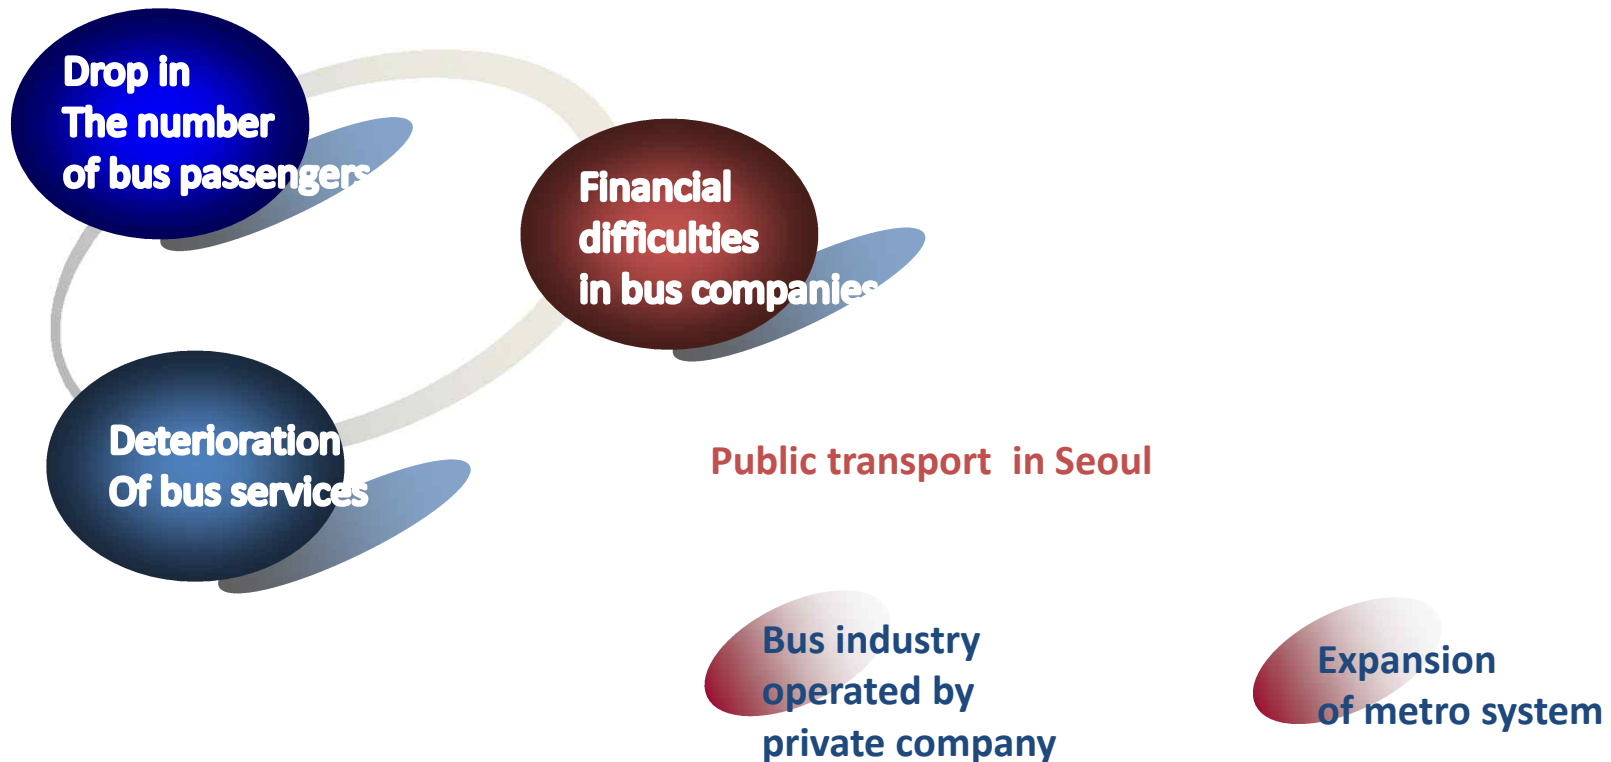 Drop in
The number
of bus passengers
Financial
difficulties
in bus companies
Deterioration
Of bus services
Public transport  in Seoul
Bus industry
operated by
private company
Expansion
of metro system